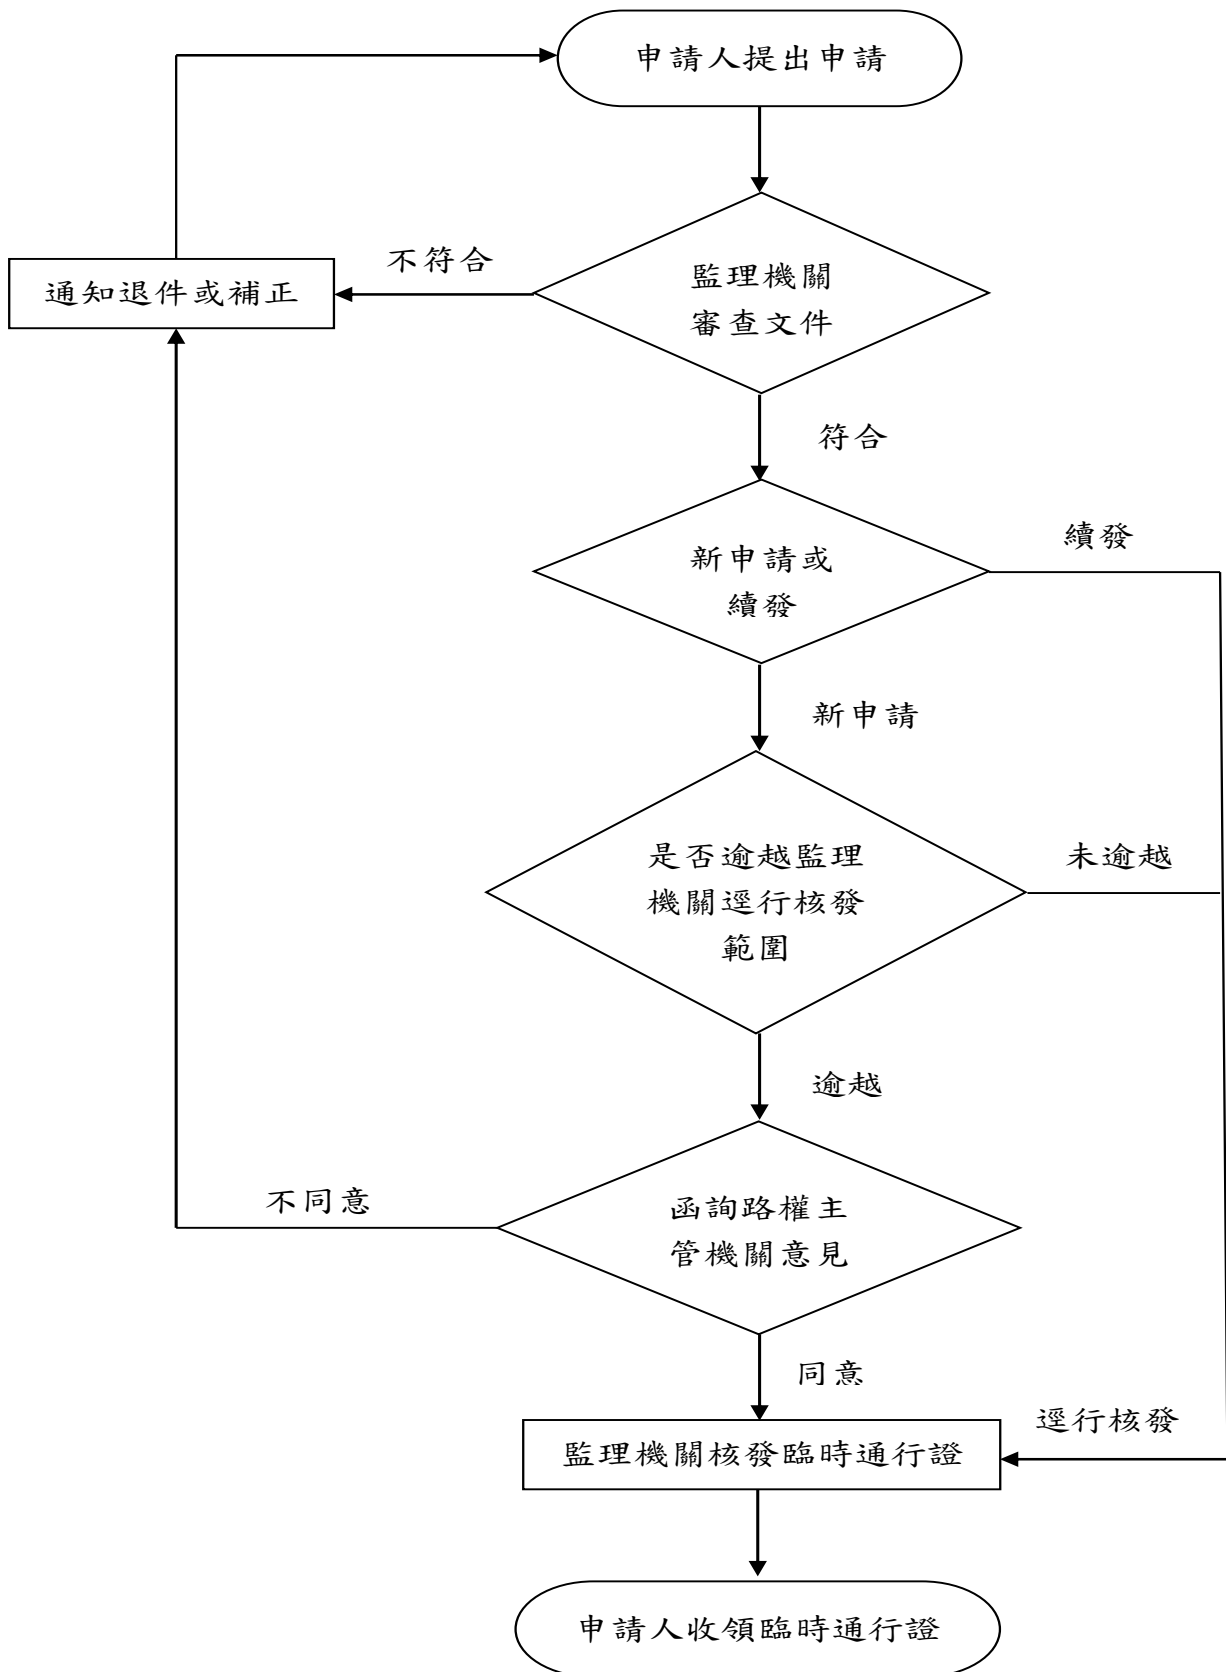 申請人提出申請
不符合
通知退件或補正
監理機關
審查文件
符合
續發
新申請或
續發
新申請
是否逾越監理
機關逕行核發
範圍
未逾越
逾越
不同意
函詢路權主
管機關意見
同意
逕行核發
監理機關核發臨時通行證
申請人收領臨時通行證